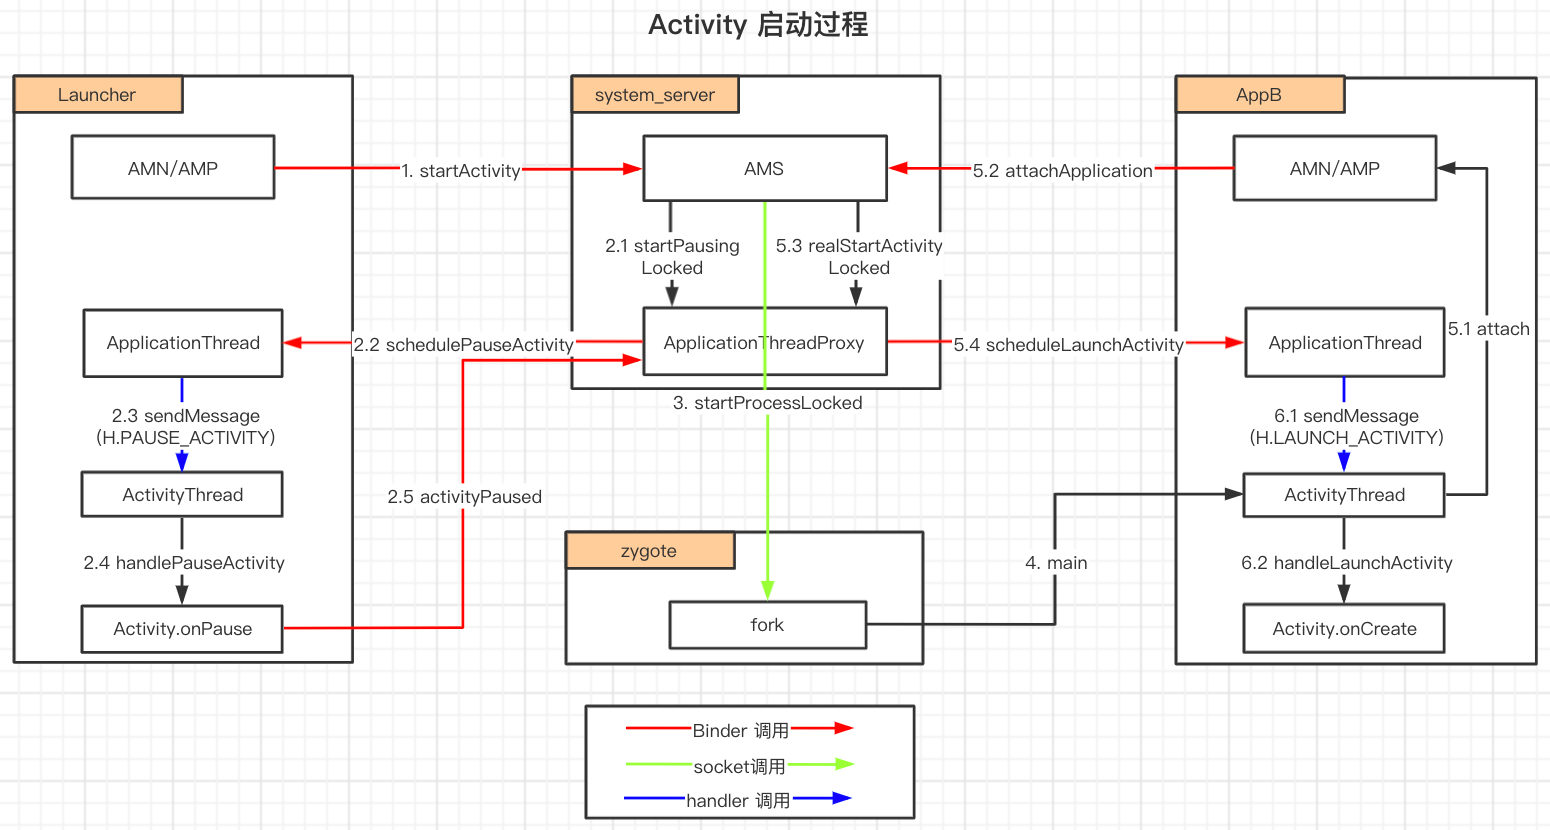 Activity 启动过程
Launcher
system_server
AppB
AMN/AMP
1. startActivity
AMS
5.2 attachApplication
AMN/AMP
2.1 startPausing
Locked
5.3 realStartActivity
Locked
ApplicationThread
2.2 schedulePauseActivity
ApplicationThreadProxy
5.4 scheduleLaunchActivity
ApplicationThread
5.1 attach
3. startProcessLocked
2.3 sendMessage
(H.PAUSE_ACTIVITY)
6.1 sendMessage
(H.LAUNCH_ACTIVITY)
ActivityThread
2.5 activityPaused
ActivityThread
zygote
2.4 handlePauseActivity
4. main
6.2 handleLaunchActivity
Activity.onPause
fork
Activity.onCreate
Binder 调用
socket调用
handler 调用